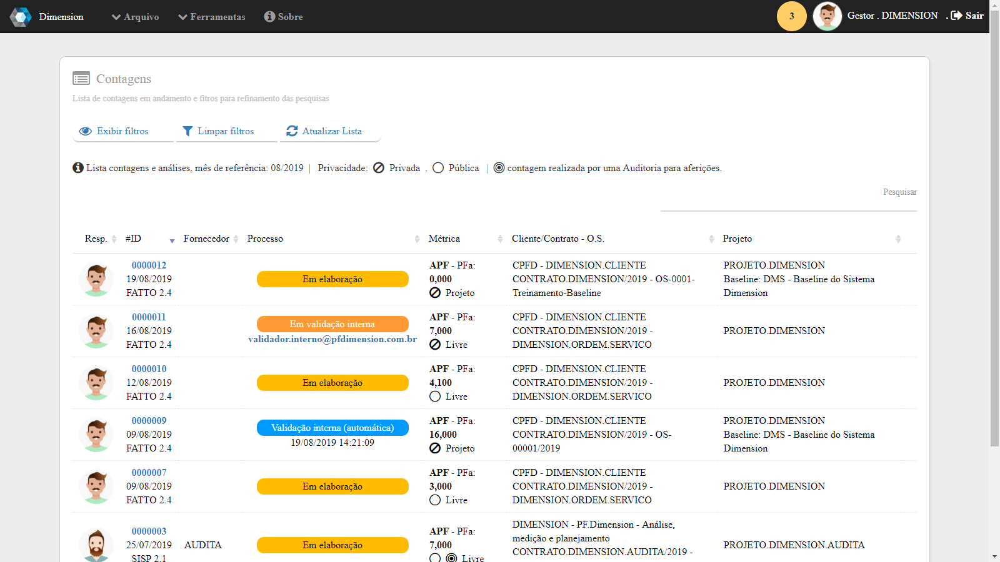 Dimension Arquivo Ferramentas Sobre 3 Gestor . DIMENSION . Sair
Contagens
Lista de contagens em andamento e fitros para refinamento das pesquisas
Exibir filtros Limpar filtros Atualizar Lista
Lista contagens e análises, mês de referência: 08/2019 | Privacidade: Privada . Pública | contagem realizada por uma Auditoria para aferições.
Pesquisar
Resp. #ID Fornecedor Processo Métrica Cliente/Contrato - O.S. Projeto
0000012 APF - PFa: CPFD - DIMENSION.CLIENTE PROJETO.DIMENSION
19/08/2019 Em elaboração 0,000 CONTRATO.DIMENSION/2019 - OS-0001- Baseline: DMS - Baseline do Sistema
FATTO 2.4 Projeto Treinamento-Baseline Dimension
0000011 Em validação interna APF - PFa: CPFD - DIMENSION.CLIENTE
16/08/2019 validador.interno@pfdimension.com.br 7,000 CONTRATO.DIMENSION/2019 - PROJETO.DIMENSION
FATTO 2.4 Livre DIMENSION.ORDEM.SERVICO
0000010 APF - PFa: CPFD - DIMENSION.CLIENTE
12/08/2019 Em elaboração 4,100 CONTRATO.DIMENSION/2019 - PROJETO.DIMENSION
FATTO 2.4 Livre DIMENSION.ORDEM.SERVICO
0000009 Validação interna (automática) APF - PFa: CPFD - DIMENSION.CLIENTE PROJETO.DIMENSION
09/08/2019 19/08/2019 14:21:09 16,000 CONTRATO.DIMENSION/2019 - OS- Baseline: DMS - Baseline do Sistema
FATTO 2.4 Projeto 00001/2019 Dimension
0000007 APF - PFa: CPFD - DIMENSION.CLIENTE
09/08/2019 Em elaboração 3,000 CONTRATO.DIMENSION/2019 - PROJETO.DIMENSION
FATTO 2.4 Livre DIMENSION.ORDEM.SERVICO
DIMENSION - PF.Dimension - Análise,
0000003 APF - PFa: medição e planejamento
25/07/2019 AUDITA Em elaboração 7,000 CONTRATO.DIMENSION.AUDITA/2019 - PROJETO.DIMENSION.AUDITA
SISP 2.1 Livre